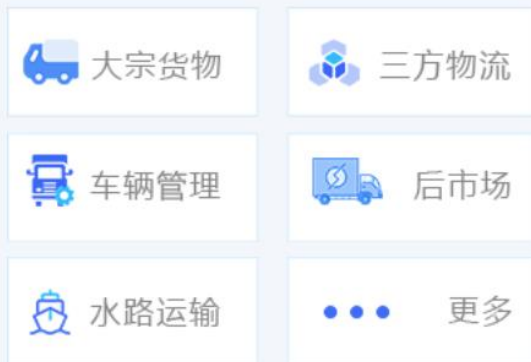 大宗货物
三方物流
车辆管理
后市场
水路运输
更多